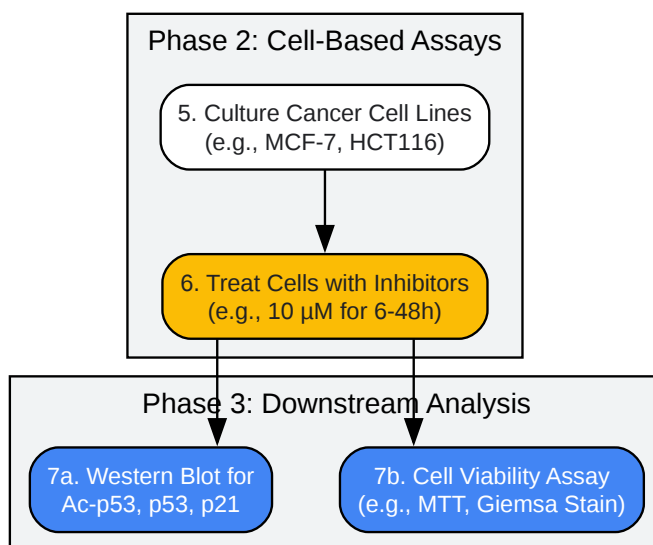 Phase 2: Cell-Based Assays
5. Culture Cancer Cell Lines
(e.g., MCF-7, HCT116)
6. Treat Cells with Inhibitors
(e.g., 10 µM for 6-48h)
Phase 3: Downstream Analysis
7a. Western Blot for
Ac-p53, p53, p21
7b. Cell Viability Assay
(e.g., MTT, Giemsa Stain)